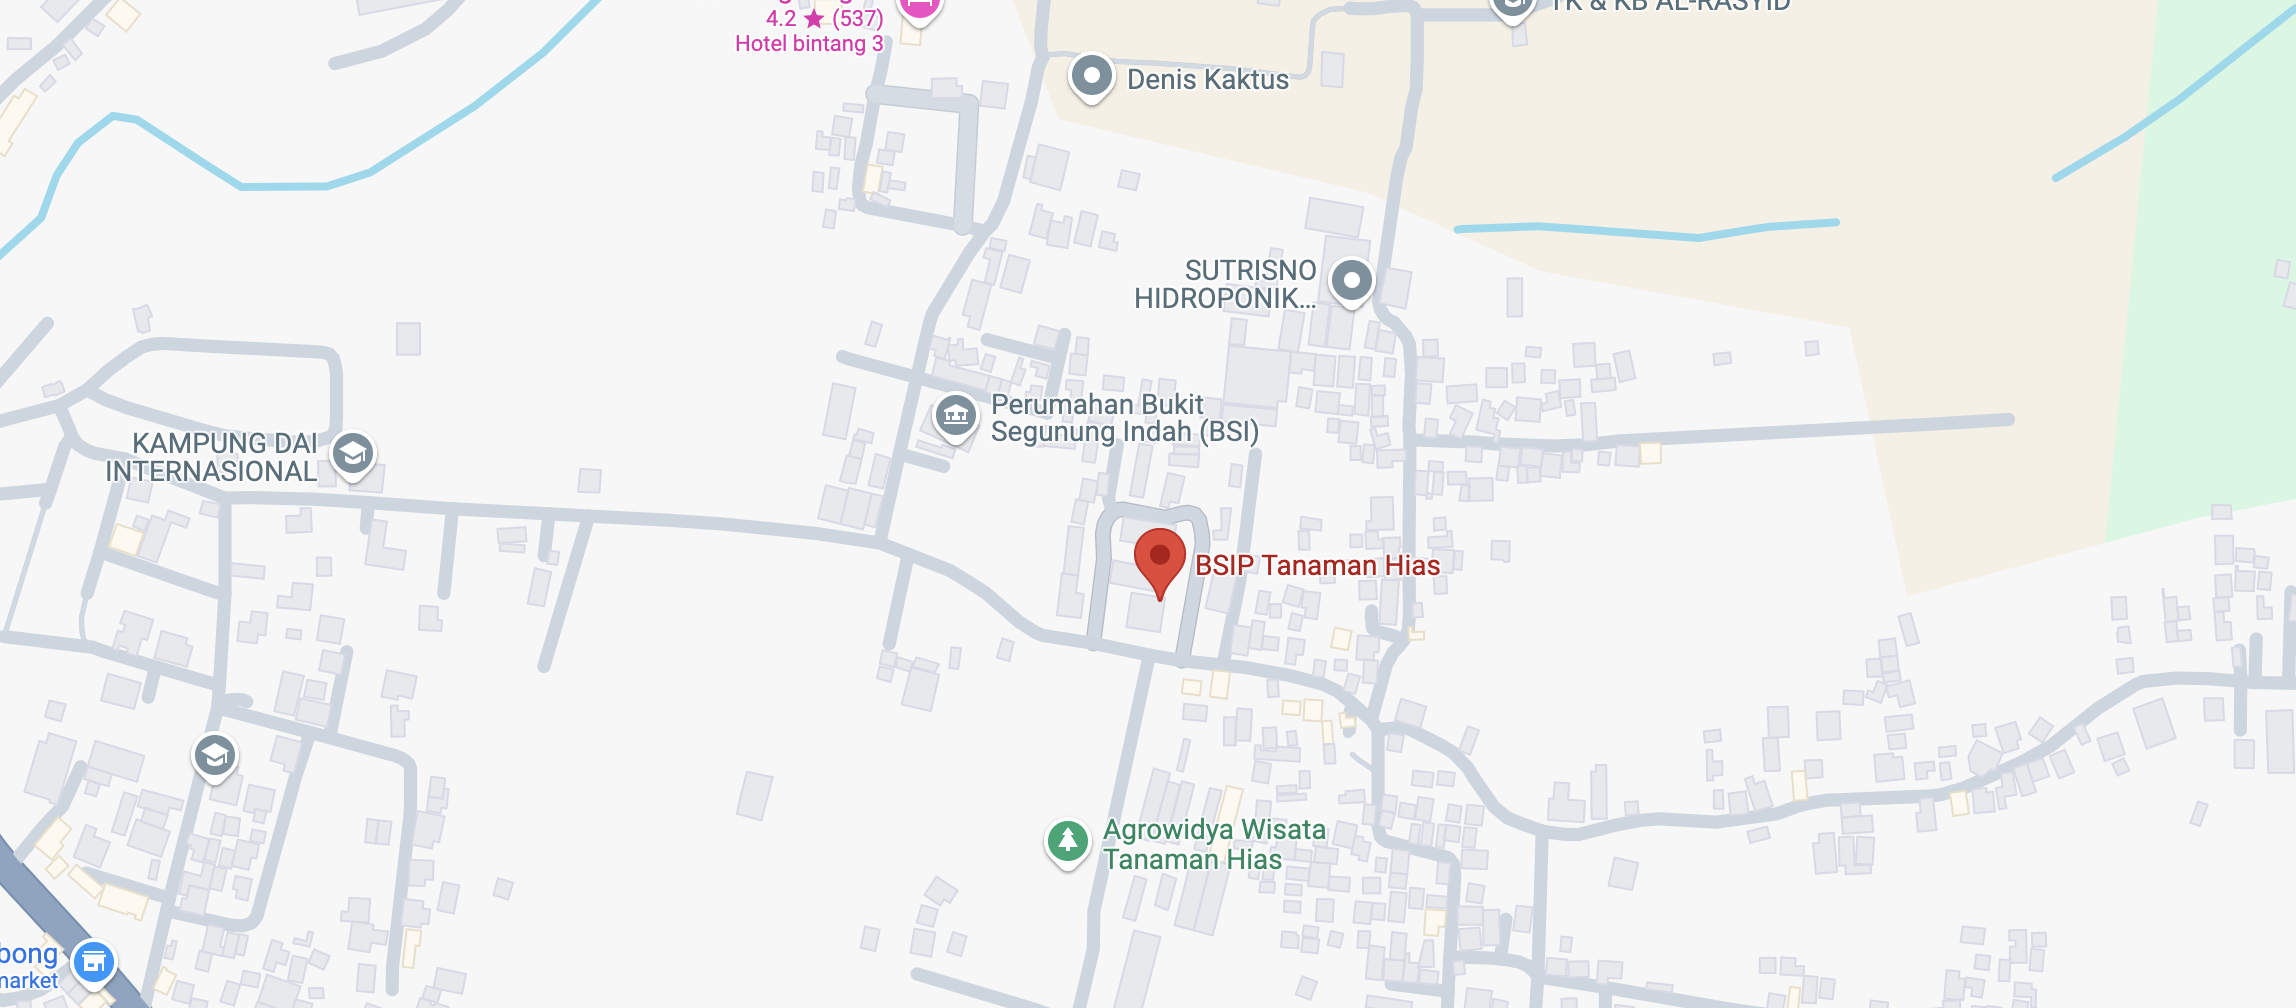 4.2 ★ (537)
Hotel bintang 3
TK & KB AL-RASYID
Denis Kaktus
SUTRISNO
HIDROPONIK...
Perumahan Bukit
Segunung Indah (BSI)
KAMPUNG DAI
INTERNASIONAL
BSIP Tanaman Hias
Agrowidya Wisata
Tanaman Hias
bong
market